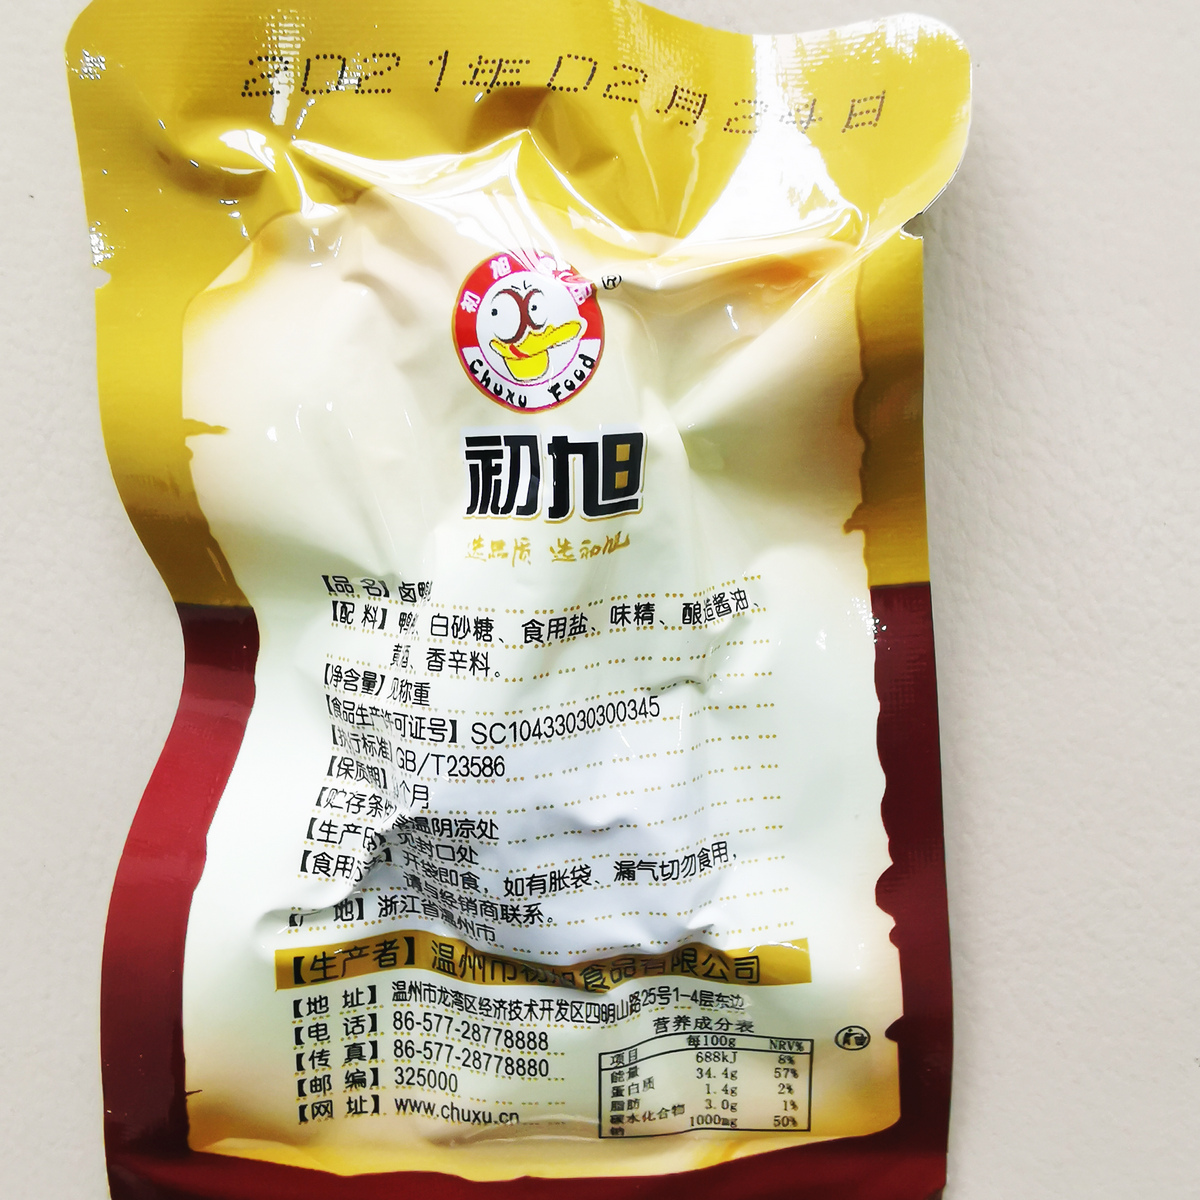 2021年02月24日
初旭食品
®
Chuxu Food
初旭
选品质 选初旭
【品 名】卤鸭
【配 料】鸭 白砂糖、食用盐、味精、酿造酱油、
黄酒、香辛料。
【净含量】见称重
【食品生产许可证号】SC10433030300345
【执行标准】GB/T23586
【保质期】个月
【贮存条件】常温阴凉处
【生产日期】见封口处
【食用方法】开袋即食，如有胀袋、漏气切勿食用，
请与经销商联系。
【产 地】浙江省温州市
【生产者】温州市初旭食品有限公司
【地 址】温州市龙湾区经济技术开发区四明山路25号1-4层东边
【电 话】86-577-28778888
【传 真】86-577-28778880
【邮 编】325000
【网 址】www.chuxu.cn
营养成分表
项目 每100g NRV%
能量 688kJ 8%
蛋白质 34.4g 57%
脂肪 1.4g 2%
碳水化合物 3.0g 1%
钠 1000mg 50%